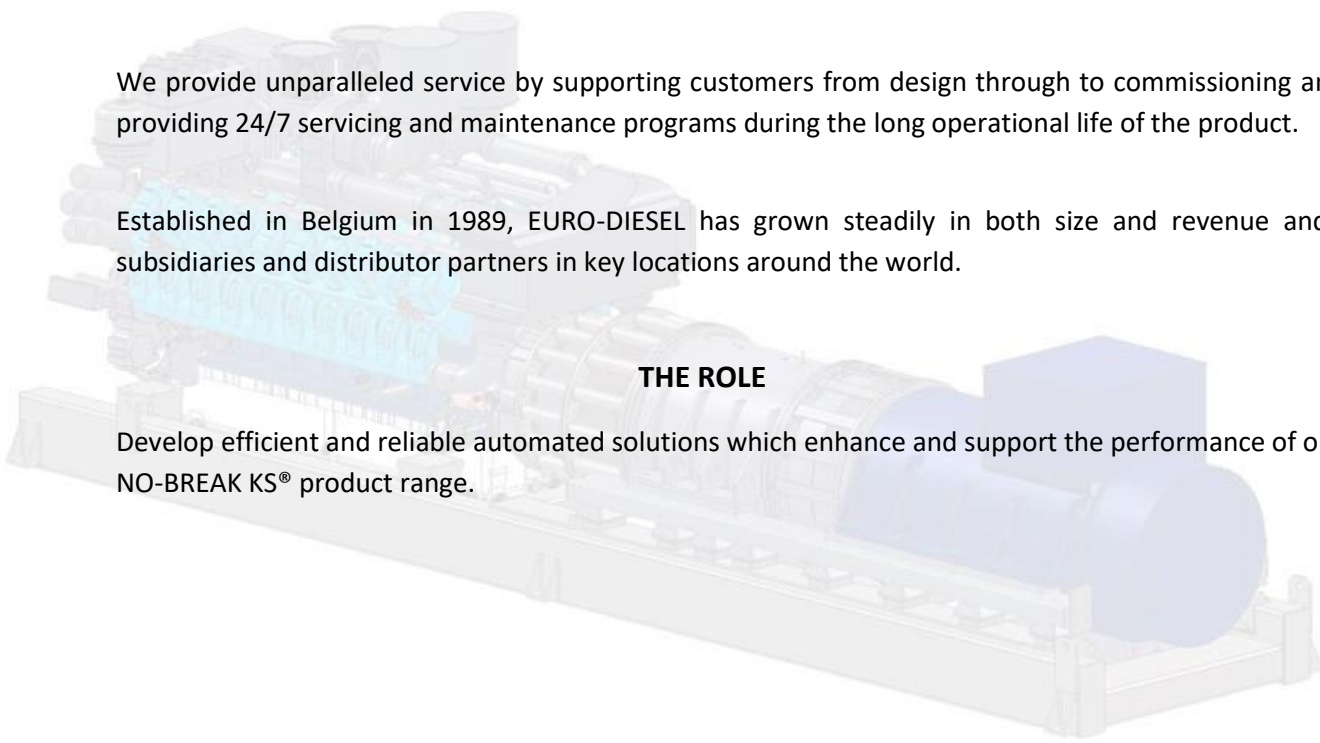 We provide unparalleled service by supporting customers from design through to commissioning
providing 24/7 servicing and maintenance programs during the long operational life of the product.
Established in Belgium in 1989, EURO-DIESEL has grown steadily in both size and revenue and
subsidiaries and distributor partners in key locations around the world.
THE ROLE
Develop efficient and reliable automated solutions which enhance and support the performance of
NO-BREAK KS® product range.